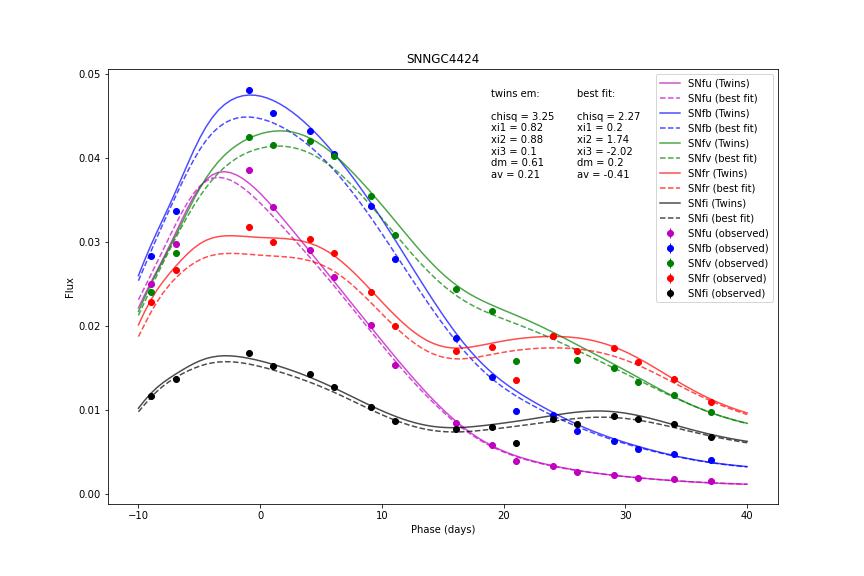 SNNGC4424
Flux
0.05
0.04
0.03
0.02
0.01
0.00
twins em:
chisq = 3.25
xi1 = 0.82
xi2 = 0.88
xi3 = 0.1
dm = 0.61
av = 0.21
best fit:
chisq = 2.27
xi1 = 0.2
xi2 = 1.74
xi3 = -2.02
dm = 0.2
av = -0.41
SNfu (Twins)
SNfu (best fit)
SNfb (Twins)
SNfb (best fit)
SNfv (Twins)
SNfv (best fit)
SNfr (Twins)
SNfr (best fit)
SNfi (Twins)
SNfi (best fit)
SNfu (observed)
SNfb (observed)
SNfv (observed)
SNfr (observed)
SNfi (observed)
−10
0
10
20
30
40
Phase (days)